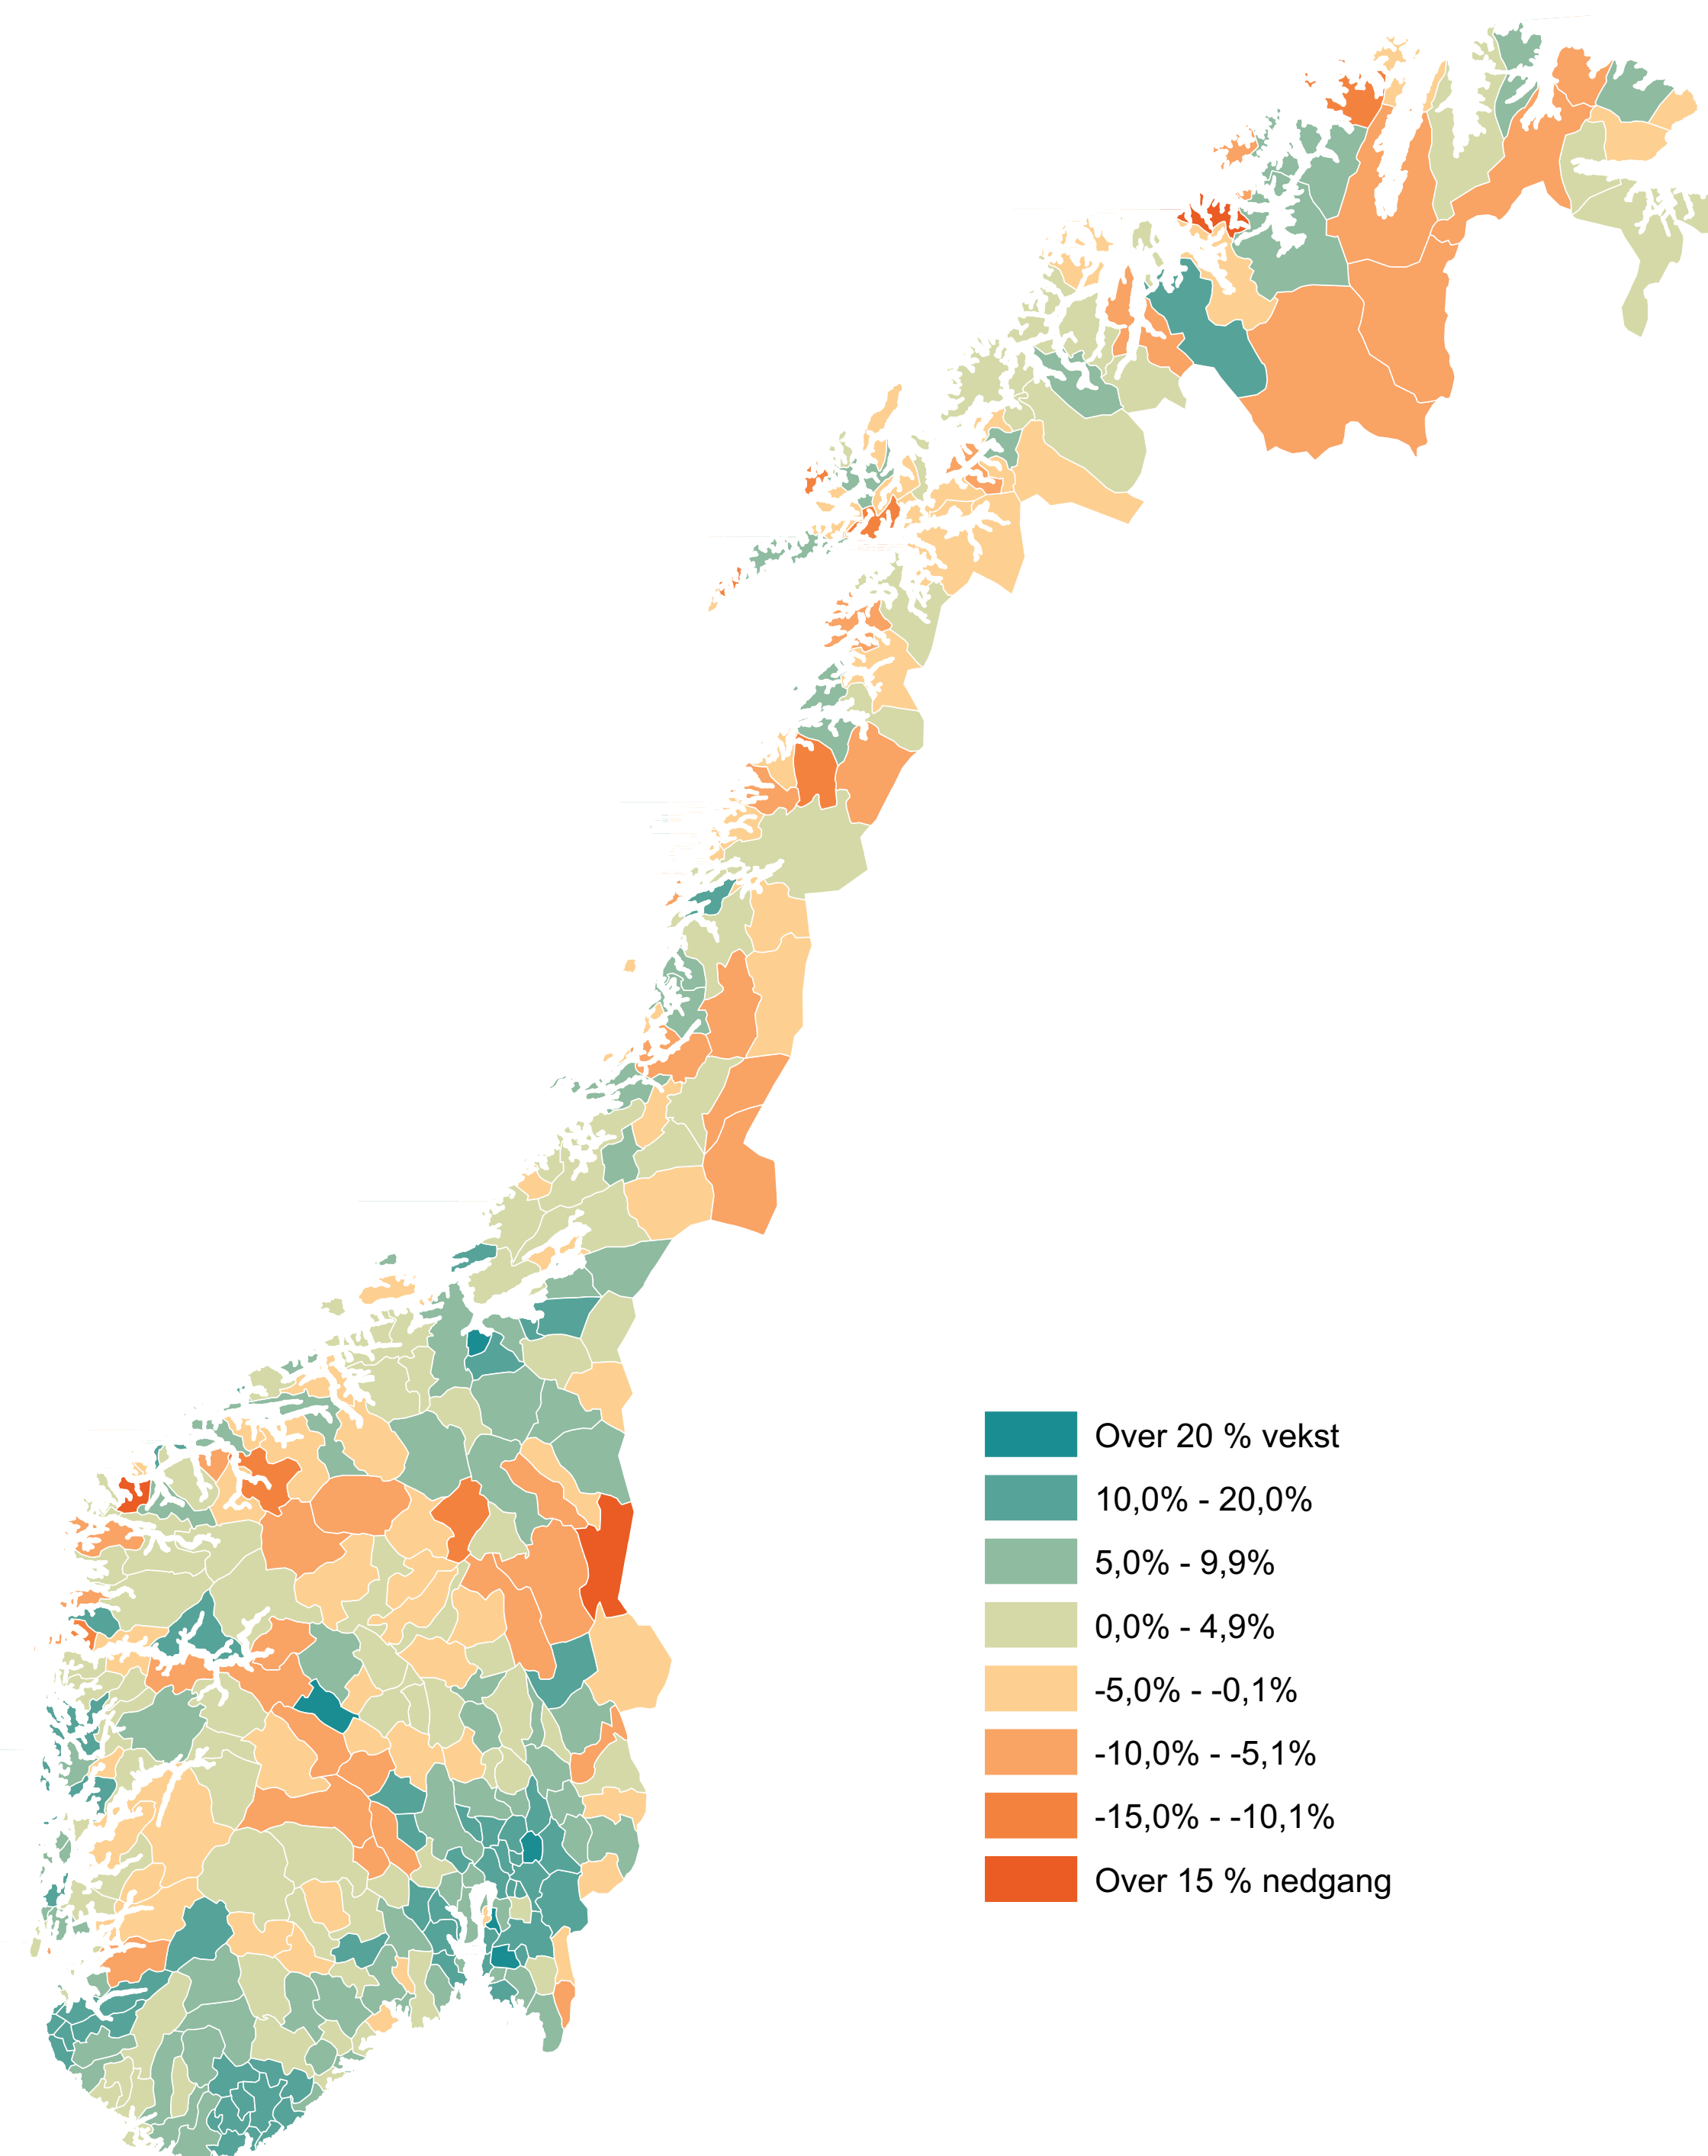 Over 20 % vekst
10,0% - 20,0%
5,0% - 9,9%
0,0% - 4,9%
-5,0% - -0,1%
-10,0% - -5,1%
-15,0% - -10,1%
Over 15 % nedgang